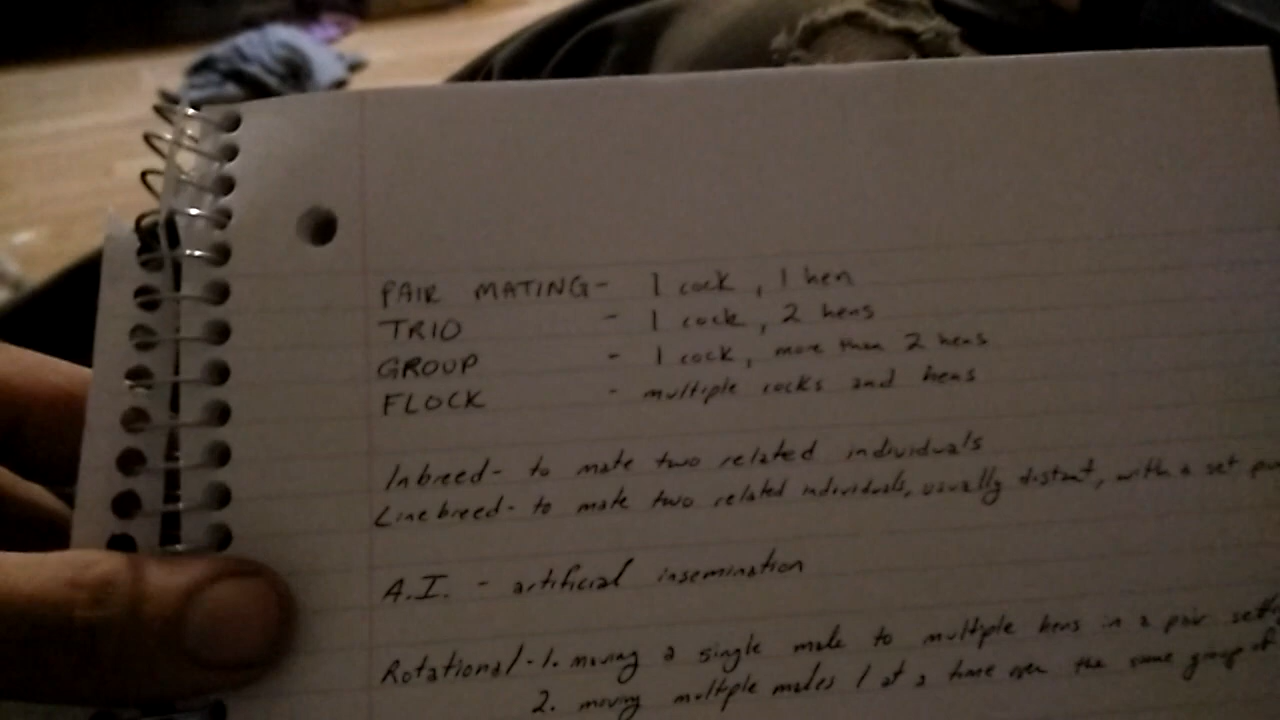 PAIR MATING- 1 cock, 1 hen
TRIO - 1 cock, 2 hens
GROUP - 1 cock, more than 2 hens
FLOCK - multiple cocks and hens
Inbreed- to mate two related individuals
Linebreed- to mate two related individuals, usually distant, with a set
A.I. - artificial insemination
Rotational-1. moving a single male to multiple hens in a pair
2. moving multiple males 1 at a time over the same group of